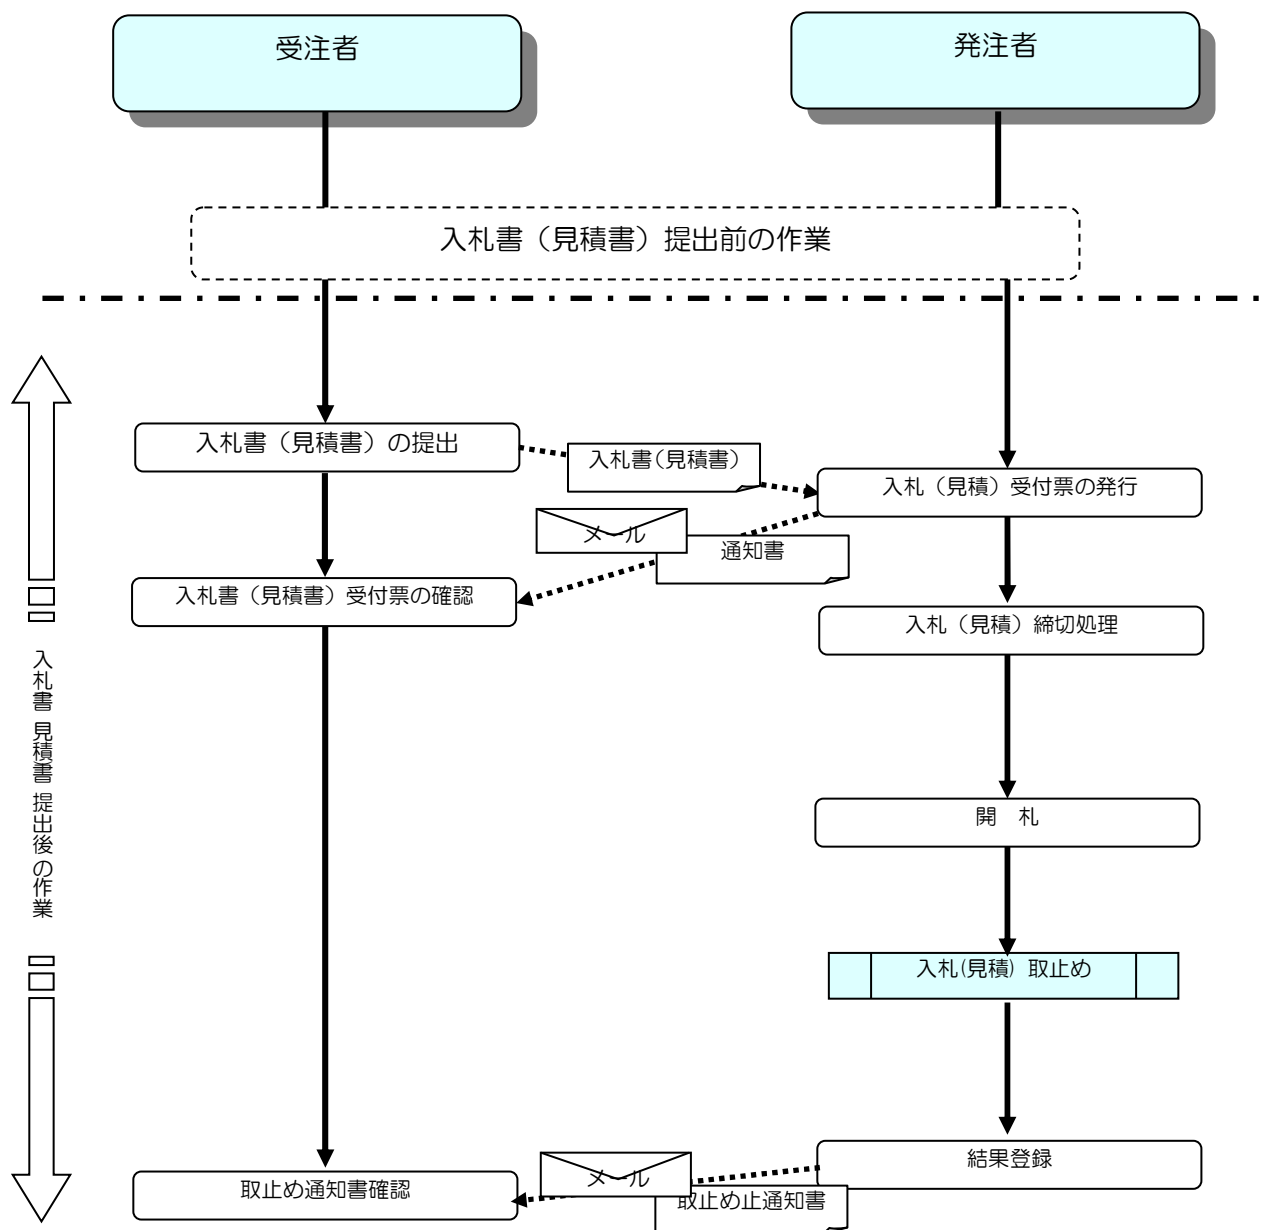 受注者
発注者
入札書（見積書）提出前の作業
入札書（見積書）の提出
入札書(見積書)
入札（見積）受付票の発行
メール
通知書
入札書（見積書）受付票の確認
入札（見積）締切処理
入札書 見積書 提出後の作業
開　札
入札(見積) 取止め
結果登録
メール
取止め通知書確認
取止め止通知書